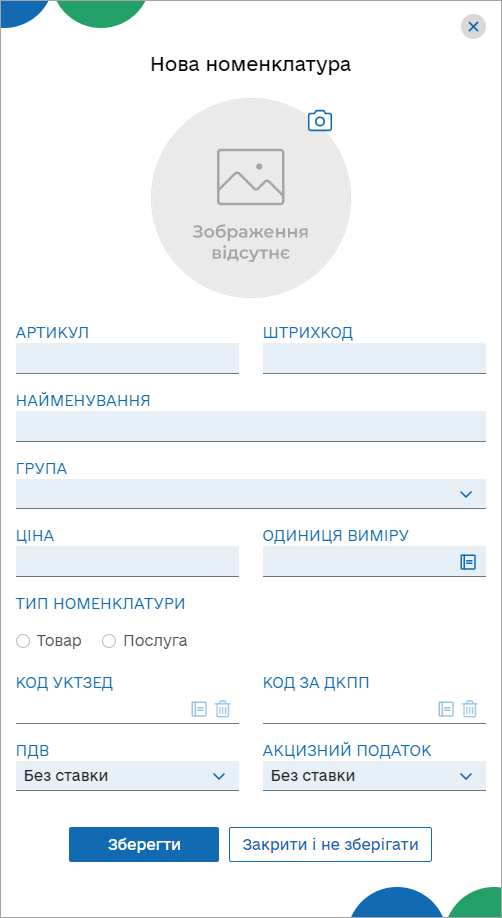 Нова номенклатура
Зображення
відсутнє
АРТИКУЛ
ШТРИХКОД
НАЙМЕНУВАННЯ
ГРУПА
ЦІНА
ОДИНИЦЯ ВИМІРУ
ТИП НОМЕНКЛАТУРИ
Товар
Послуга
КОД УКТЗЕД
КОД ЗА ДКПП
ПДВ
АКЦИЗНИЙ ПОДАТОК
Без ставки
Без ставки
Зберегти
Закрити і не зберігати